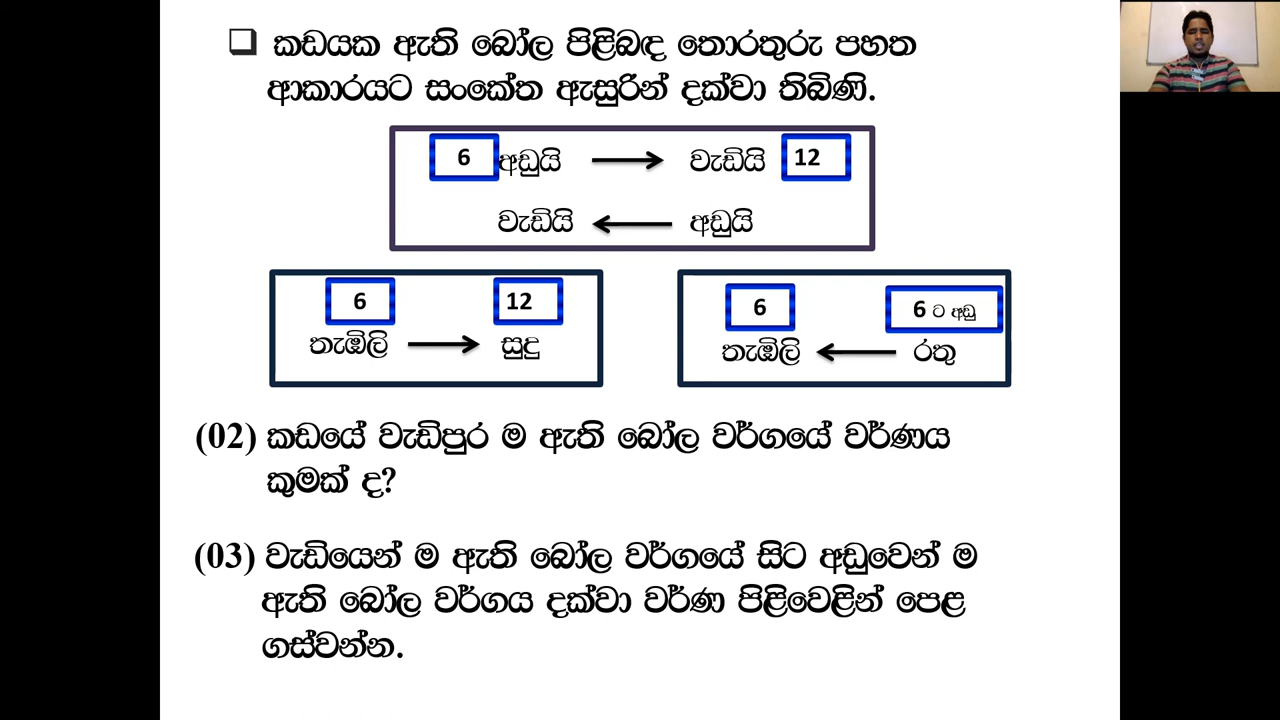 ❑ කඩයක ඇති බෝල පිළිබඳ තොරතුරු පහත
ආකාරයට සංකේත ඇසුරින් දක්වා තිබිණි.
6 අඩුයි → වැඩියි 12
වැඩියි ← අඩුයි
6 12
තැඹිලි → සුදු
6 6 ට අඩු
තැඹිලි ← රතු
(02) කඩයේ වැඩිපුර ම ඇති බෝල වර්ගයේ වර්ණය
කුමක් ද?
(03) වැඩියෙන් ම ඇති බෝල වර්ගයේ සිට අඩුවෙන් ම
ඇති බෝල වර්ගය දක්වා වර්ණ පිළිවෙළින් පෙළ
ගස්වන්න.